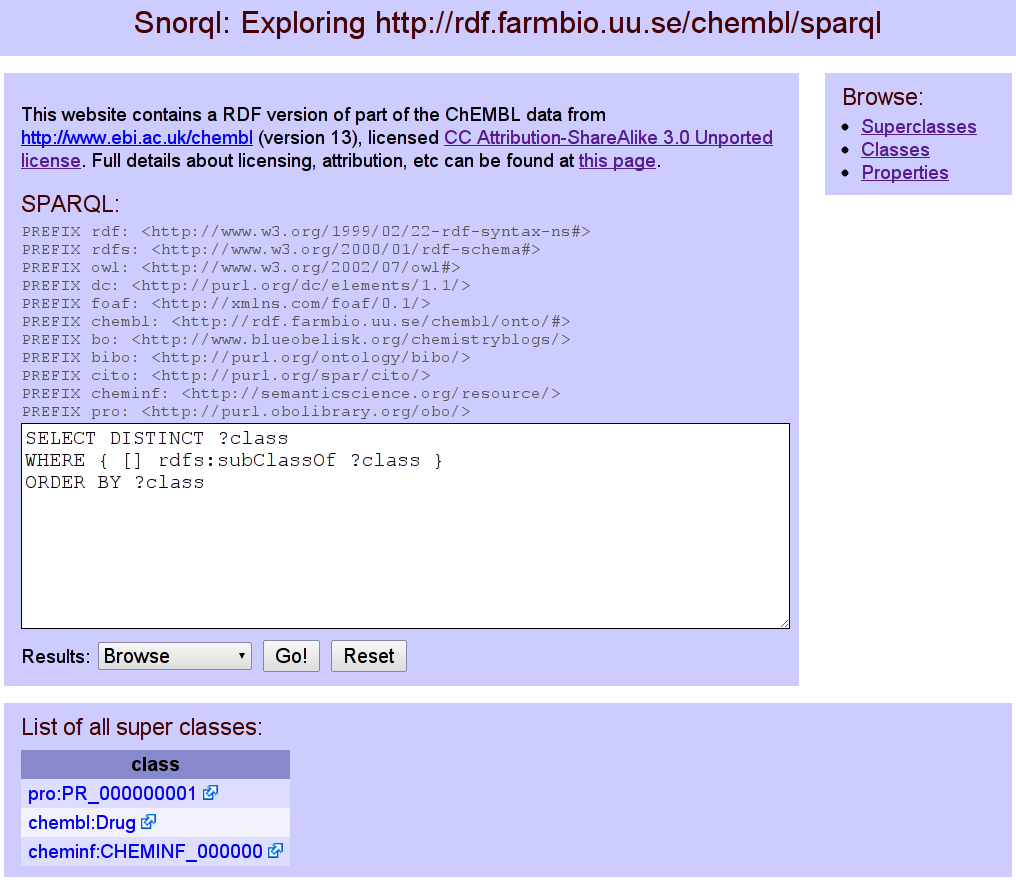 Snorql: Exploring http://rdf.farmbio.uu.se/chembl/sparql
This website contains a RDF version of part of the ChEMBL data from
http://www.ebi.ac.uk/chembl (version 13), licensed CC Attribution-ShareAlike 3.0 Unported
license. Full details about licensing, attribution, etc can be found at this page.
SPARQL:
PREFIX rdf: <http://www.w3.org/1999/02/22-rdf-syntax-ns#>
PREFIX rdfs: <http://www.w3.org/2000/01/rdf-schema#>
PREFIX owl: <http://www.w3.org/2002/07/owl#>
PREFIX dc: <http://purl.org/dc/elements/1.1/>
PREFIX foaf: <http://xmlns.com/foaf/0.1/>
PREFIX chembl: <http://rdf.farmbio.uu.se/chembl/onto/#>
PREFIX bo: <http://www.blueobelisk.org/chemistryblogs/>
PREFIX bibo: <http://purl.org/ontology/bibo/>
PREFIX cito: <http://purl.org/spar/cito/>
PREFIX cheminf: <http://semanticscience.org/resource/>
PREFIX pro: <http://purl.obolibrary.org/obo/>
SELECT DISTINCT ?class
WHERE { [] rdfs:subClassOf ?class }
ORDER BY ?class
Results: Browse Go! Reset
Browse:
Superclasses
Classes
Properties
List of all super classes:
class
pro:PR_000000001
chembl:Drug
cheminf:CHEMINF_000000